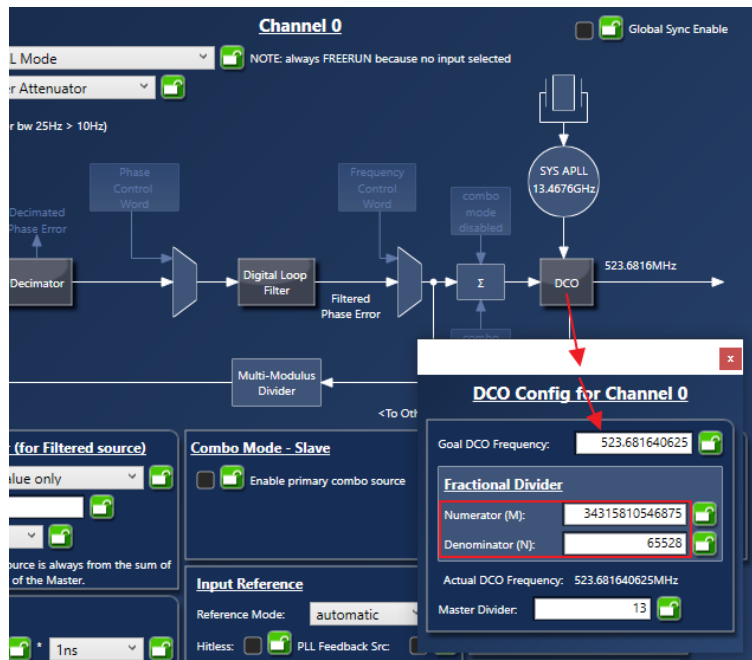 Channel 0
Global Sync Enable
L Mode
NOTE: always FREERUN because no input selected
r Attenuator
r bw 25Hz > 10Hz)
Phase
Control
Word
Frequency
Control
Word
SYS APLL
13.4676GHz
combo
mode
disabled
Decimated
Phase Error
523.6816MHz
Decimator
Digital Loop
Filter
Σ
DCO
Filtered
Phase Error
combo
x
Multi-Modulus
Divider
DCO Config for Channel 0
<To Oth
Goal DCO Frequency:
523.681640625
r (for Filtered source)
Combo Mode - Slave
alue only
Enable primary combo source
Fractional Divider
Numerator (M):
34315810546875
Denominator (N):
65528
ource is always from the sum of
of the Master.
Actual DCO Frequency: 523.681640625MHz
Input Reference
Master Divider:
13
Reference Mode:
automatic
* 1ns
Hitless:
PLL Feedback Src: